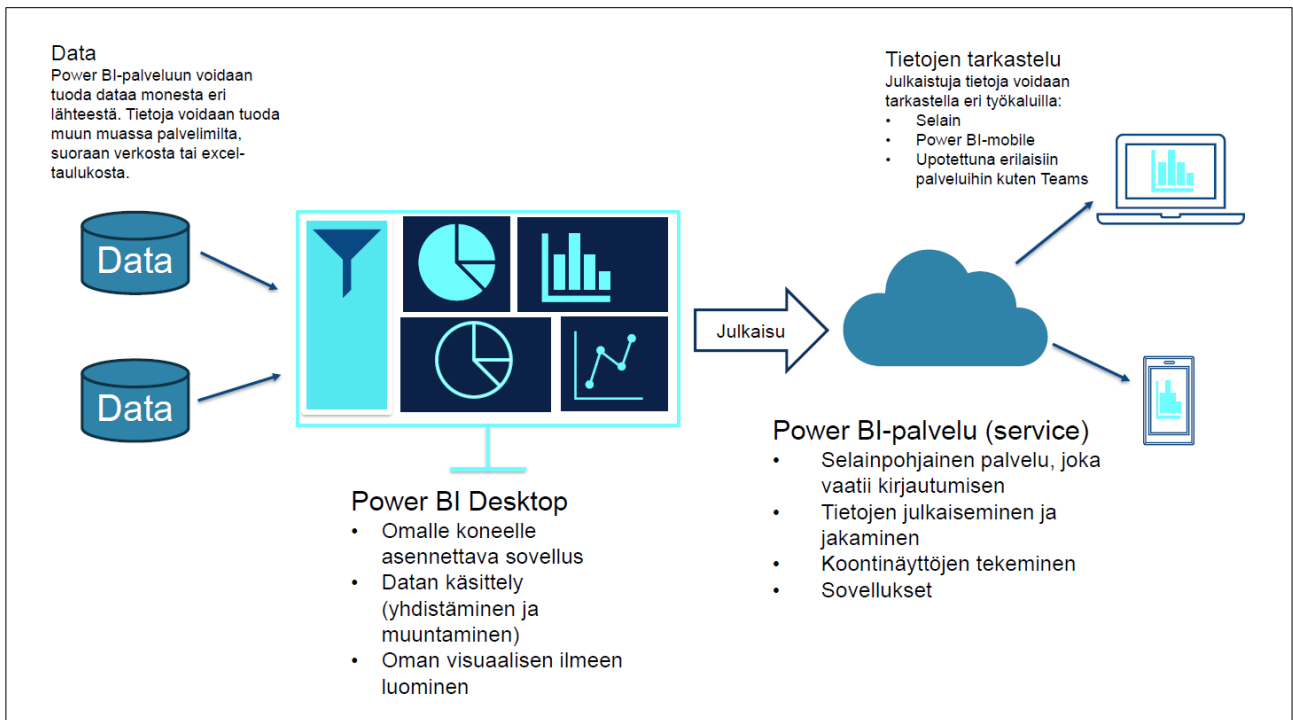 Data
Power BI-palveluun voidaan
tuoda dataa monesta eri
lähteestä. Tietoja voidaan tuoda
muun muassa palvelimilta,
suoraan verkosta tai excel-
taulukosta.
Data
Data
Power BI Desktop
• Omalle koneelle
asennettava sovellus
• Datan käsittely
(yhdistäminen ja
muuntaminen)
• Oman visuaalisen ilmeen
luominen
Julkaisu
Tietojen tarkastelu
Julkaistuja tietoja voidaan
tarkastella eri työkaluilla:
• Selain
• Power BI-mobile
• Upotettuna erilaisiin
palveluihin kuten Teams
Power BI-palvelu (service)
• Selainpohjainen palvelu, joka
vaatii kirjautumisen
• Tietojen julkaiseminen ja
jakaminen
• Koontinäyttöjen tekeminen
• Sovellukset